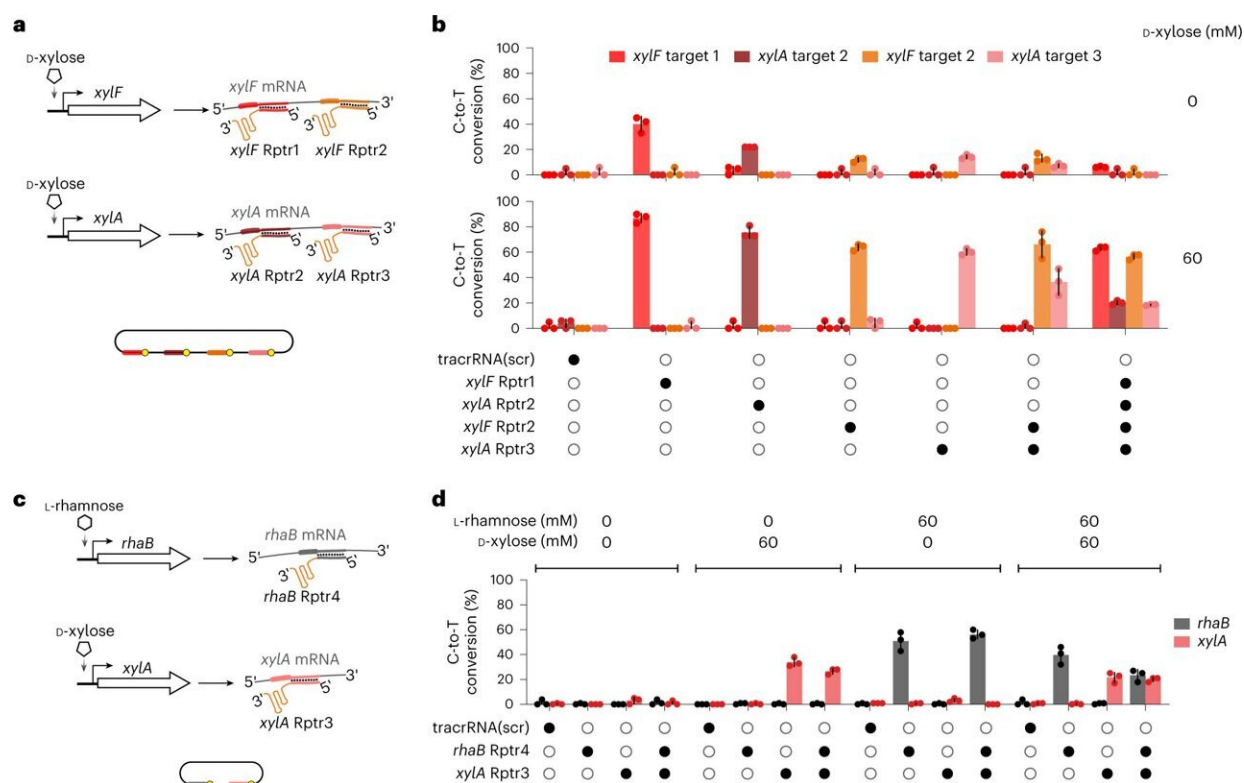 a
D-xylose
xylF
xylF mRNA
5' 3'
3' 5' 3' 5'
xylF Rptr1 xylF Rptr2
D-xylose
xylA
xylA mRNA
5' 3'
3' 5' 3' 5'
xylA Rptr2 xylA Rptr3
b
D-xylose (mM)
xylF target 1 xylA target 2 xylF target 2 xylA target 3
C-to-T
conversion (%)
100
80
60
40
20
0
0
C-to-T
conversion (%)
100
80
60
40
20
0
60
tracrRNA(scr)
xylF Rptr1
xylA Rptr2
xylF Rptr2
xylA Rptr3
c
L-rhamnose
rhaB
rhaB mRNA
5' 3'
3' 5'
rhaB Rptr4
D-xylose
xylA
xylA mRNA
5' 3'
3' 5'
xylA Rptr3
d
L-rhamnose (mM) 0 0 60 60
D-xylose (mM) 0 60 0 60
C-to-T
conversion (%)
100
80
60
40
20
0
rhaB
xylA
tracrRNA(scr)
rhaB Rptr4
xylA Rptr3